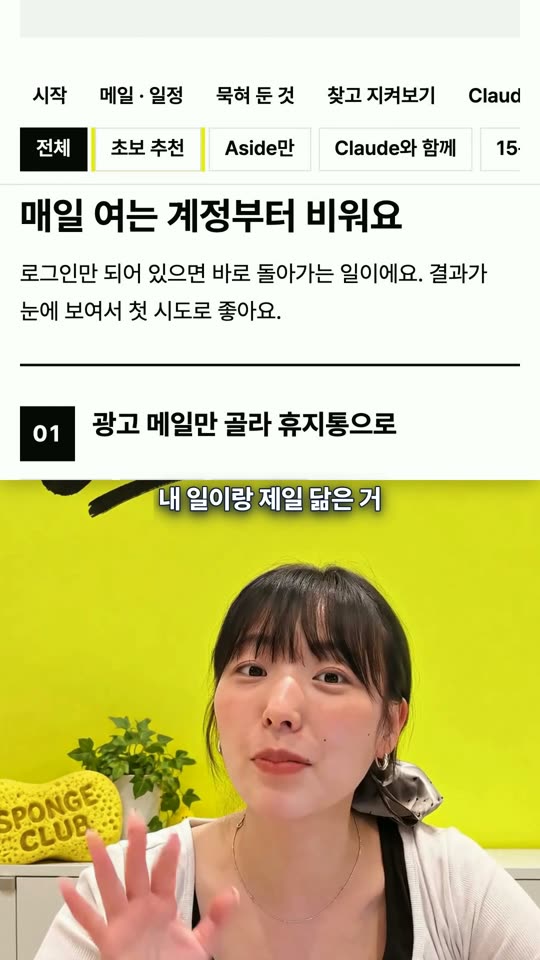 시작 메일 · 일정 묵혀 둔 것 찾고 지켜보기 Claud
전체 초보 추천 Aside만 Claude와 함께 15
매일 여는 계정부터 비워요
로그인만 되어 있으면 바로 돌아가는 일이에요. 결과가
눈에 보여서 첫 시도로 좋아요.
01 광고 메일만 골라 휴지통으로
내 일이랑 제일 닮은 거
SPONGE
CLUB